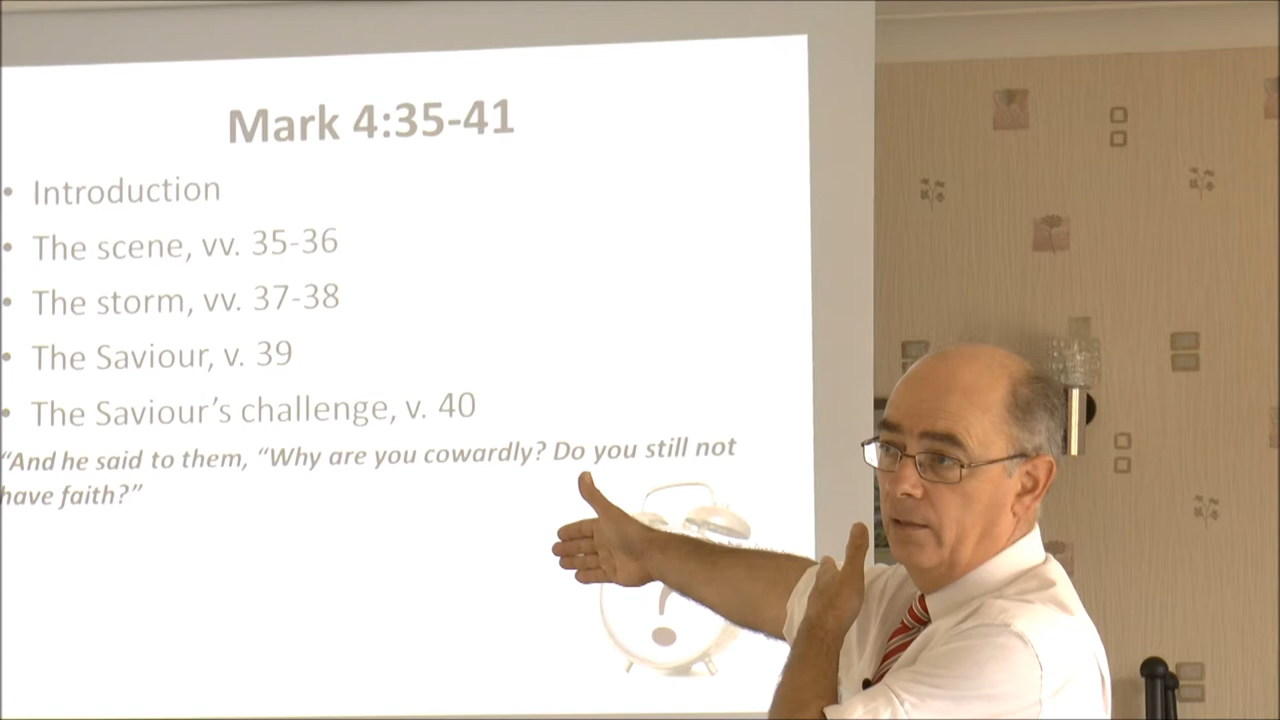 Mark 4:35-41
• Introduction
• The scene, vv. 35-36
• The storm, vv. 37-38
• The Saviour, v. 39
• The Saviour’s challenge, v. 40
“And he said to them, “Why are you cowardly? Do you still not
have faith?”
?